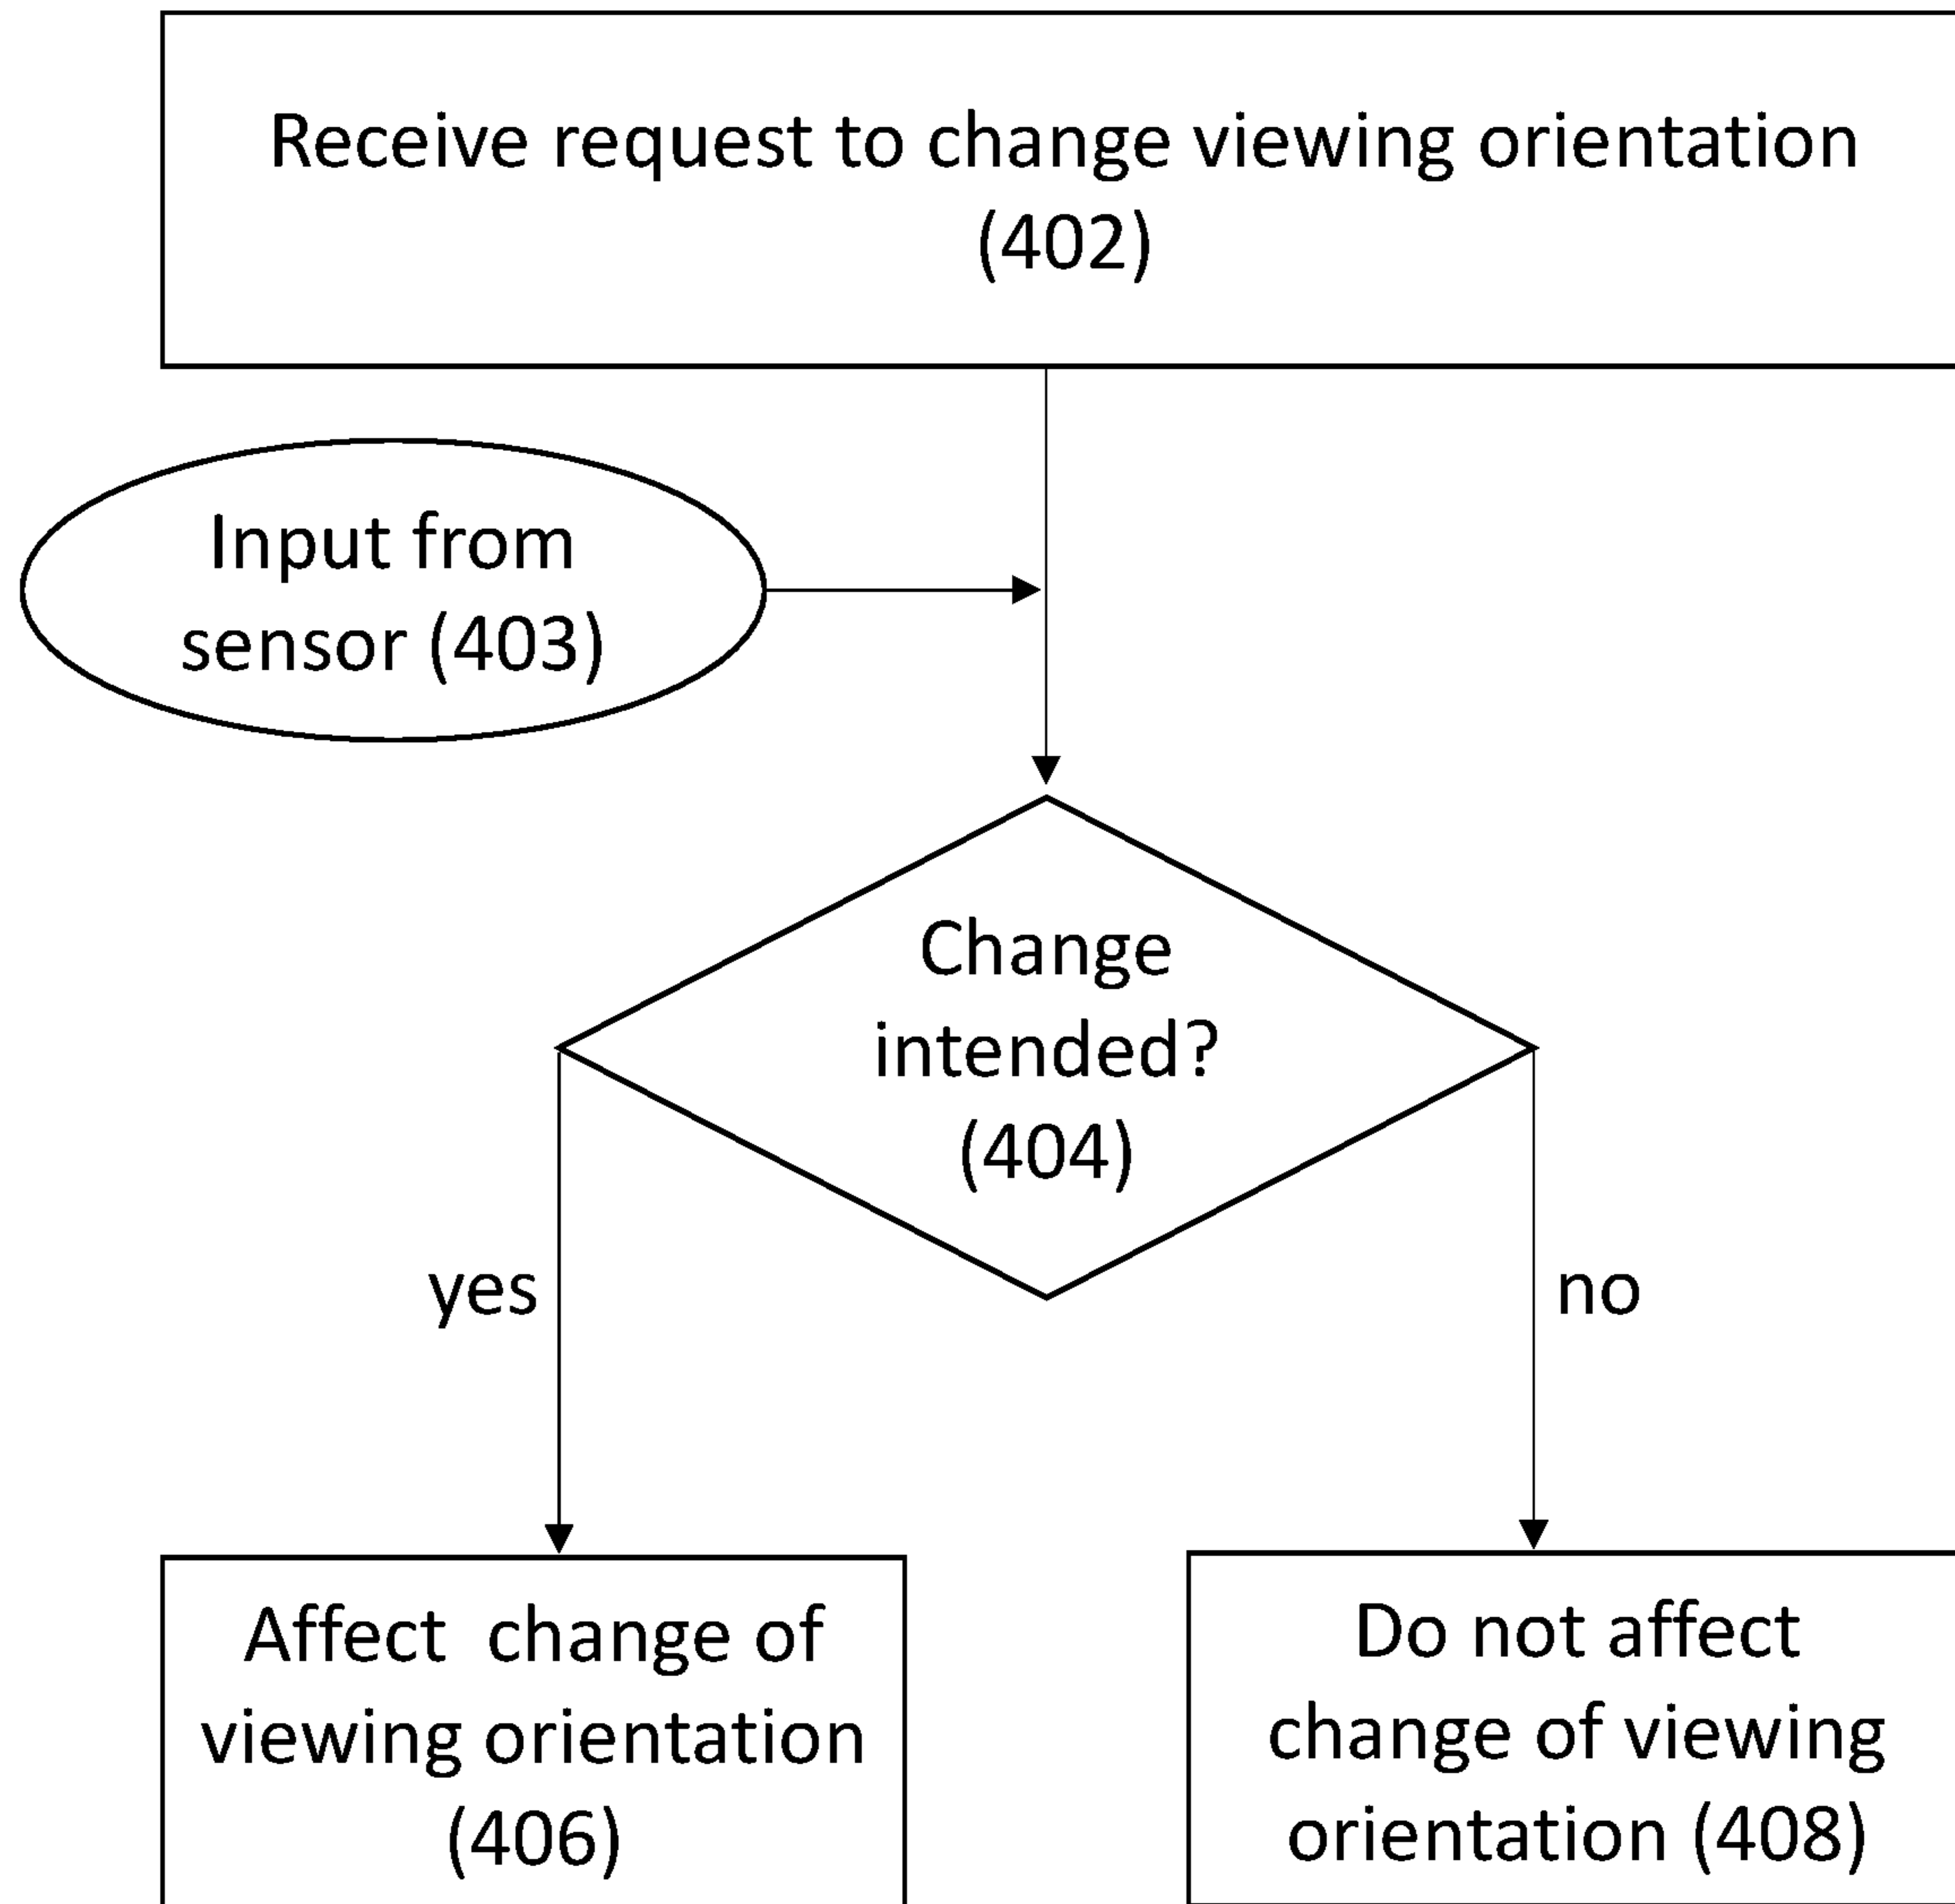 Receive request to change viewing orientation
(402)
Input from
sensor (403)
Change
intended?
(404)
yes
no
Affect change of
viewing orientation
(406)
Do not affect
change of viewing
orientation (408)